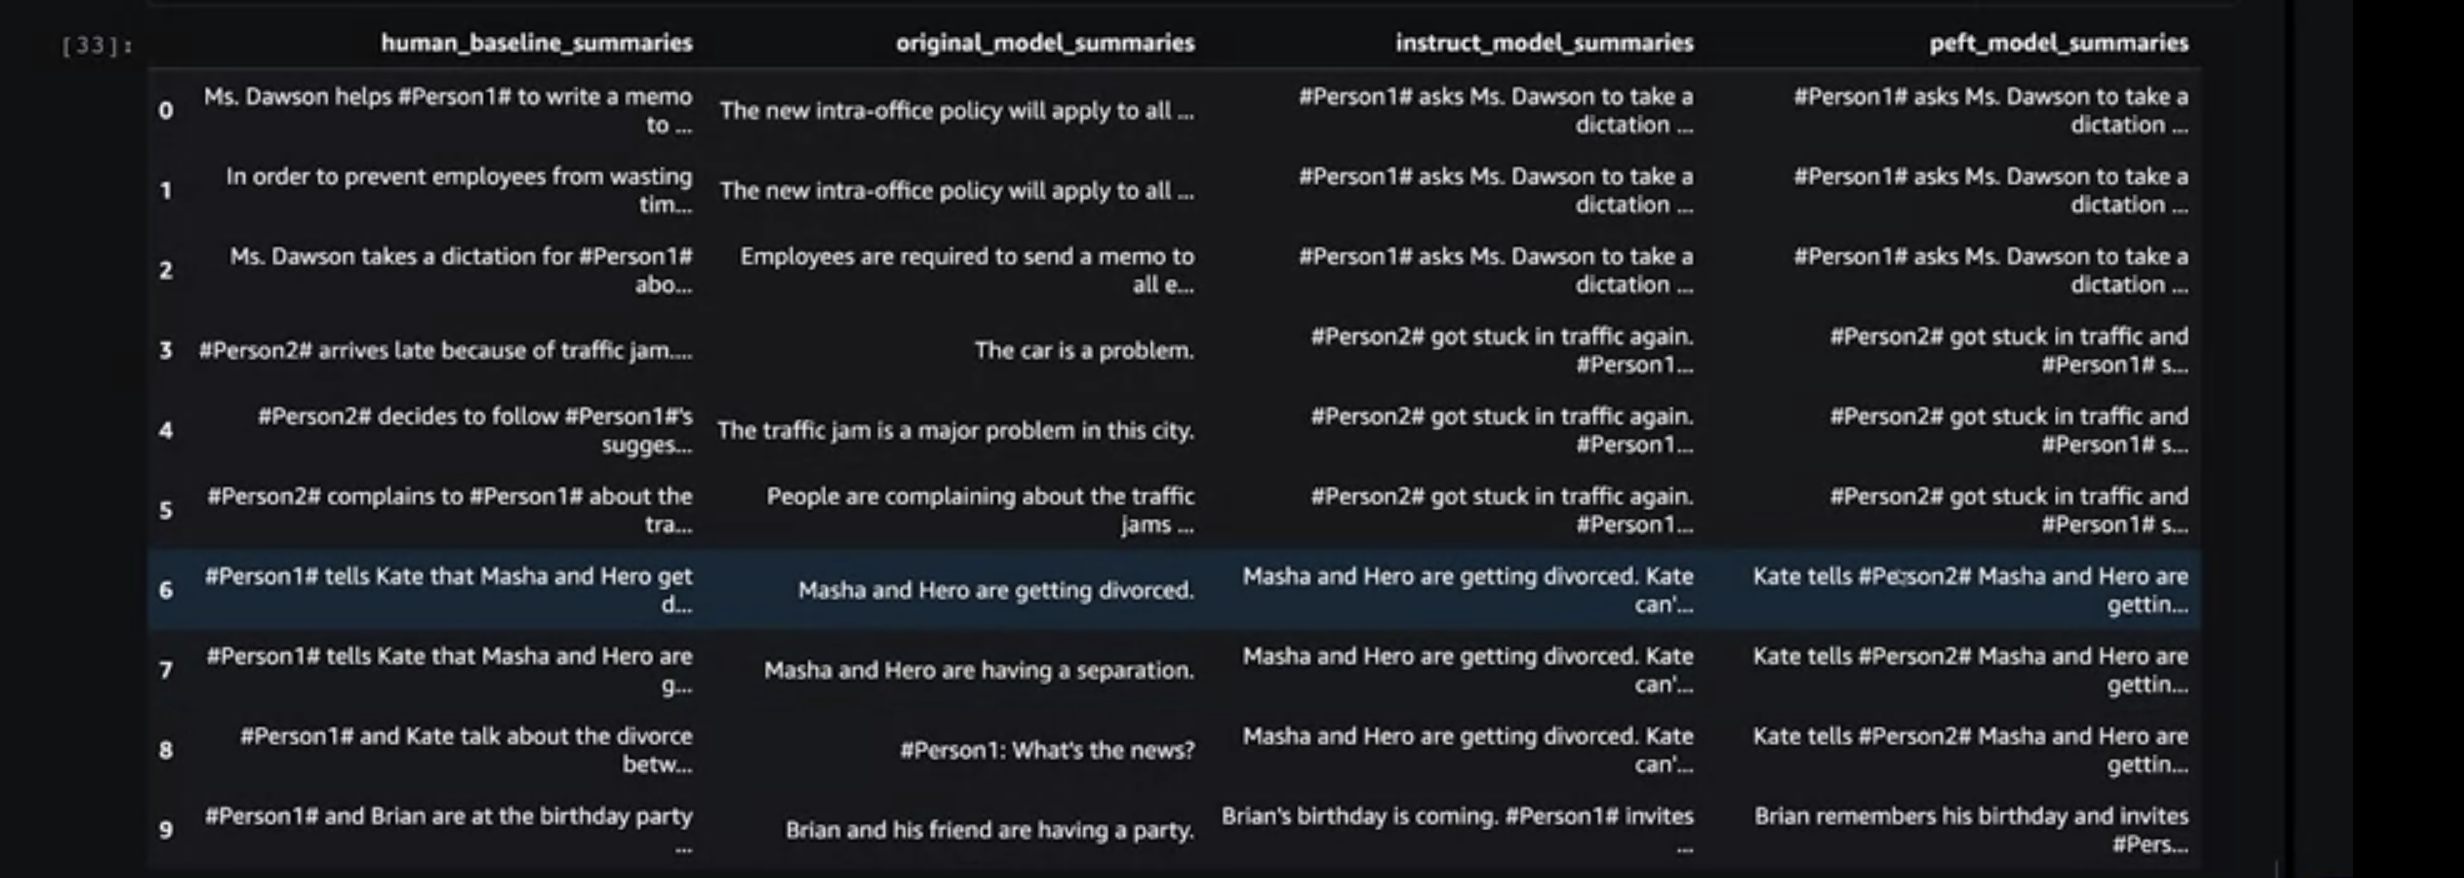 [33]:
human_baseline_summaries original_model_summaries instruct_model_summaries peft_model_summaries
0 Ms. Dawson helps #Person1# to write a memo to ... The new intra-office policy will apply to all ... #Person1# asks Ms. Dawson to take a dictation ... #Person1# asks Ms. Dawson to take a dictation ...
1 In order to prevent employees from wasting tim... The new intra-office policy will apply to all ... #Person1# asks Ms. Dawson to take a dictation ... #Person1# asks Ms. Dawson to take a dictation ...
2 Ms. Dawson takes a dictation for #Person1# abo... Employees are required to send a memo to all e... #Person1# asks Ms. Dawson to take a dictation ... #Person1# asks Ms. Dawson to take a dictation ...
3 #Person2# arrives late because of traffic jam.... The car is a problem. #Person2# got stuck in traffic again. #Person1... #Person2# got stuck in traffic and #Person1# s...
4 #Person2# decides to follow #Person1#'s sugges... The traffic jam is a major problem in this city. #Person2# got stuck in traffic again. #Person1... #Person2# got stuck in traffic and #Person1# s...
5 #Person2# complains to #Person1# about the tra... People are complaining about the traffic jams ... #Person2# got stuck in traffic again. #Person1... #Person2# got stuck in traffic and #Person1# s...
6 #Person1# tells Kate that Masha and Hero get d... Masha and Hero are getting divorced. Masha and Hero are getting divorced. Kate can'... Kate tells #Person2# Masha and Hero are gettin...
7 #Person1# tells Kate that Masha and Hero are g... Masha and Hero are having a separation. Masha and Hero are getting divorced. Kate can'... Kate tells #Person2# Masha and Hero are gettin...
8 #Person1# and Kate talk about the divorce betw... #Person1: What's the news? Masha and Hero are getting divorced. Kate can'... Kate tells #Person2# Masha and Hero are gettin...
9 #Person1# and Brian are at the birthday party ... Brian and his friend are having a party. Brian's birthday is coming. #Person1# invites ... Brian remembers his birthday and invites #Pers...